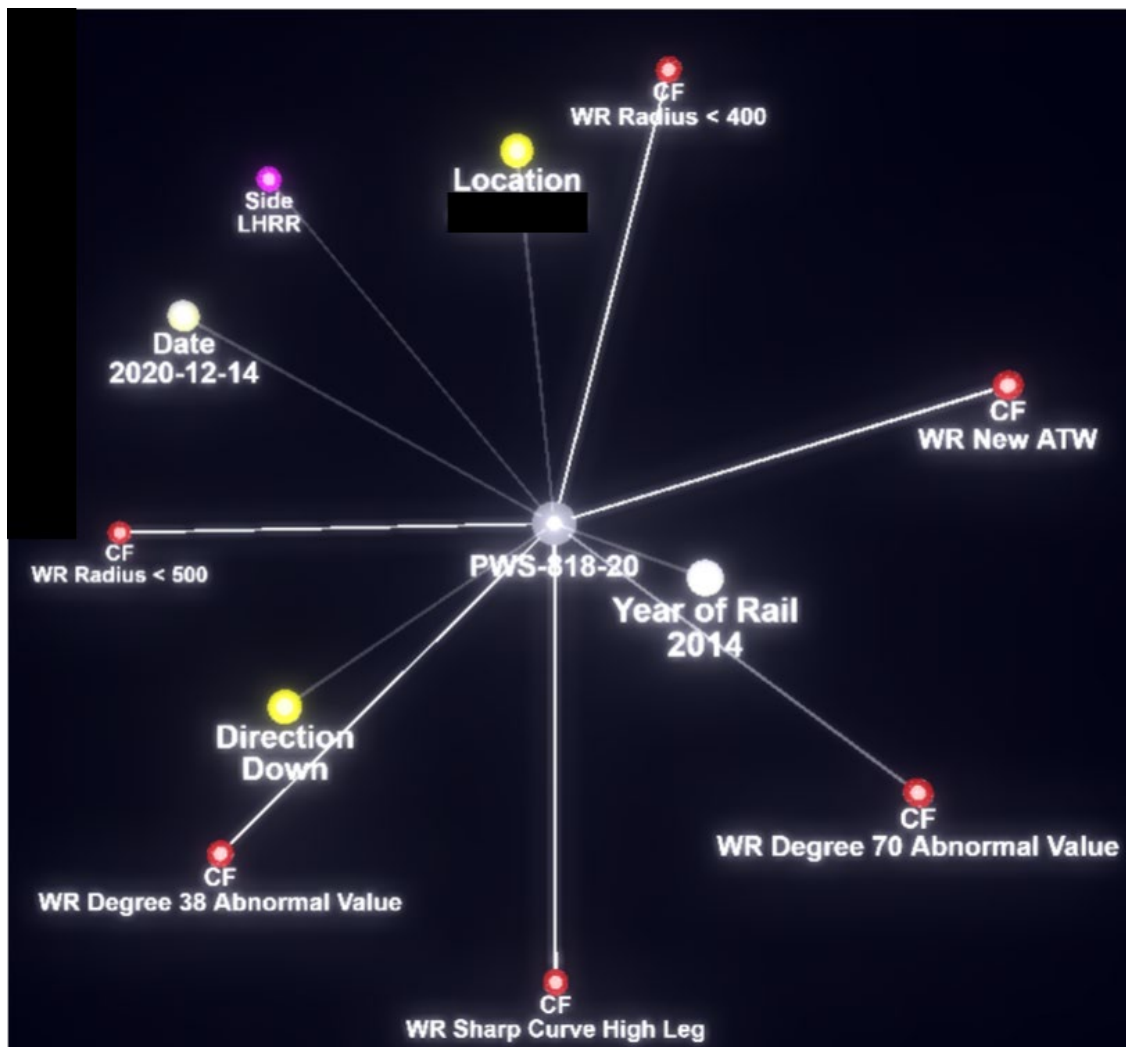 CF
WR Radius < 400
Location
Side
LHRR
Date
2020-12-14
CF
WR New ATW
CF
WR Radius < 500
PWS-818-20
Year of Rail
2014
Direction
Down
CF
WR Degree 70 Abnormal Value
CF
WR Degree 38 Abnormal Value
CF
WR Sharp Curve High Leg